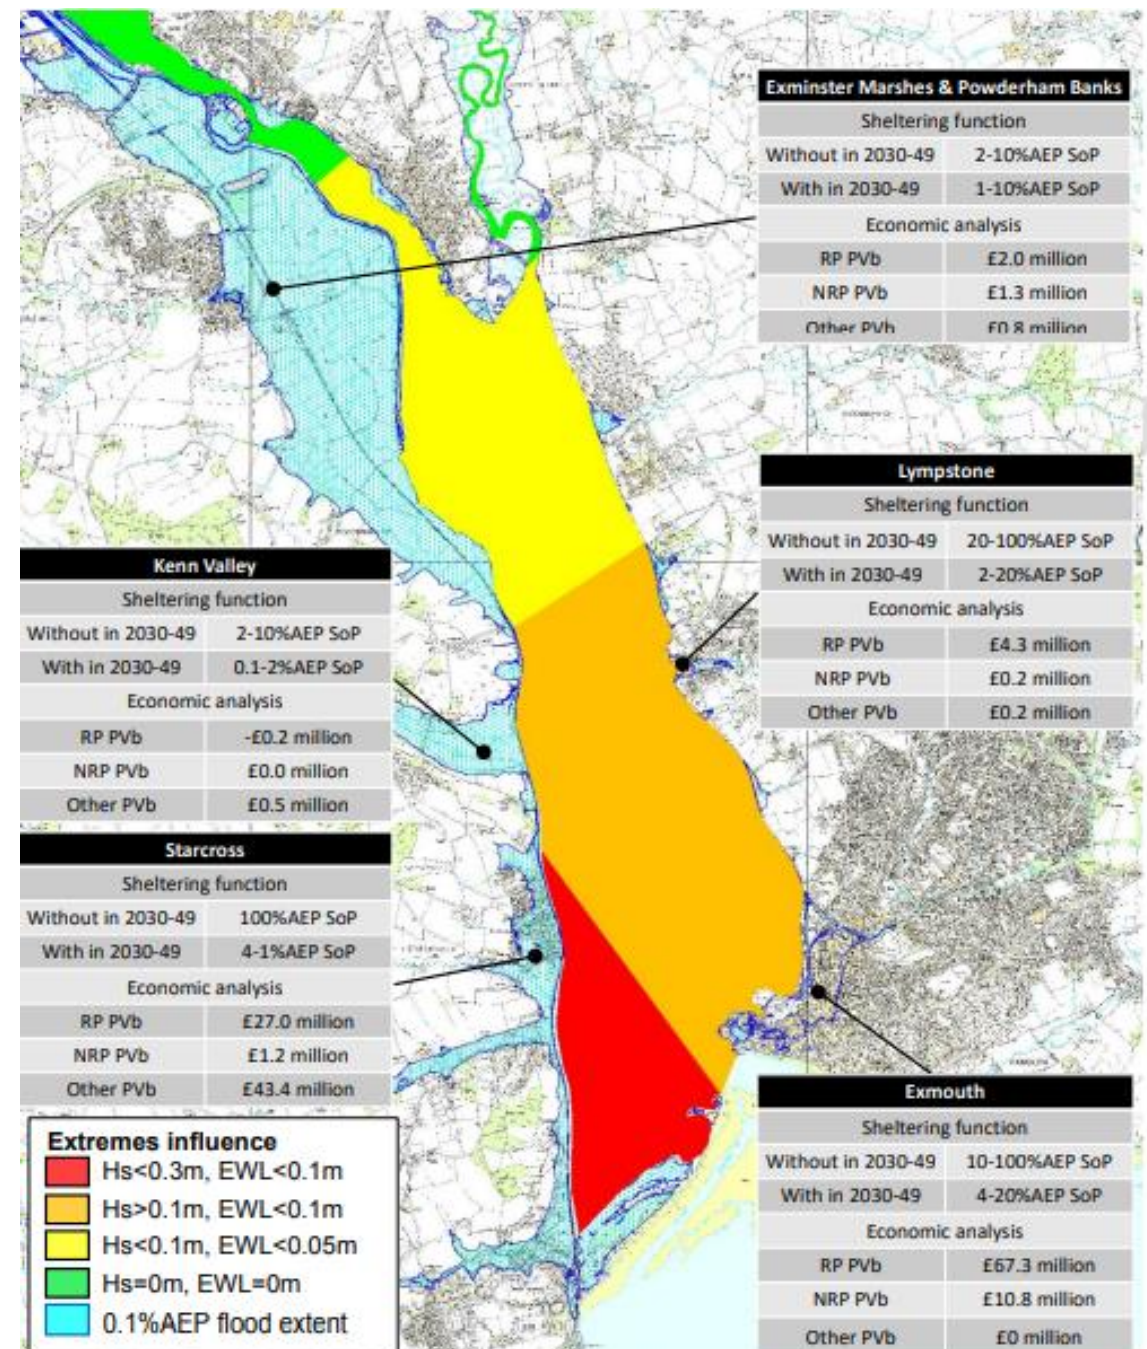 Exminster Marshes & Powderham Banks
Sheltering function
Without in 2030-49 2-10%AEP SoP
With in 2030-49 1-10%AEP SoP
Economic analysis
RP PVb £2.0 million
NRP PVb £1.3 million
Other PVb £0.8 million
Lympstone
Sheltering function
Without in 2030-49 20-100%AEP SoP
With in 2030-49 2-20%AEP SoP
Economic analysis
RP PVb £4.3 million
NRP PVb £0.2 million
Other PVb £0.2 million
Kenn Valley
Sheltering function
Without in 2030-49 2-10%AEP SoP
With in 2030-49 0.1-2%AEP SoP
Economic analysis
RP PVb -£0.2 million
NRP PVb £0.0 million
Other PVb £0.5 million
Starcross
Sheltering function
Without in 2030-49 100%AEP SoP
With in 2030-49 4-1%AEP SoP
Economic analysis
RP PVb £27.0 million
NRP PVb £1.2 million
Other PVb £43.4 million
Exmouth
Sheltering function
Without in 2030-49 10-100%AEP SoP
With in 2030-49 4-20%AEP SoP
Economic analysis
RP PVb £67.3 million
NRP PVb £10.8 million
Other PVb £0 million
Extremes influence
Hs<0.3m, EWL<0.1m
Hs>0.1m, EWL<0.1m
Hs<0.1m, EWL<0.05m
Hs=0m, EWL=0m
0.1%AEP flood extent